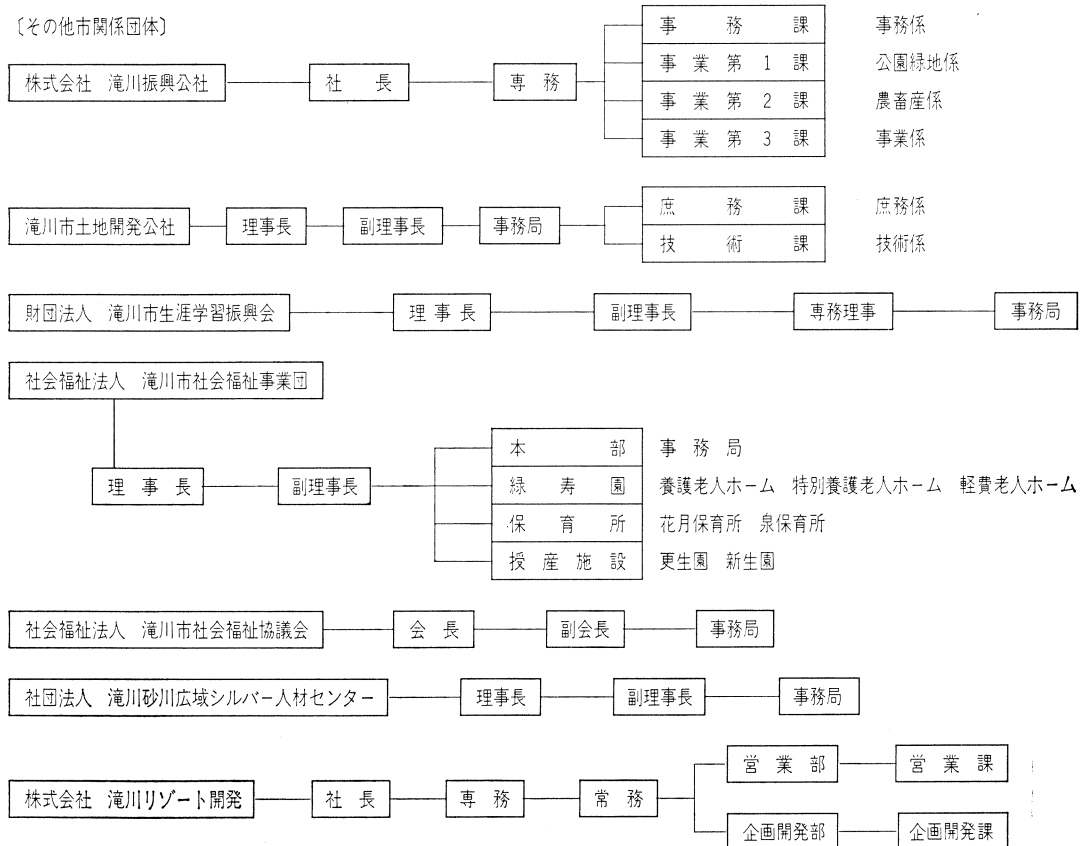 〔その他市関係団体〕
株式会社　滝川振興公社　社　長　専　務
事　務　課　事務係
事　業　第　1　課　公園緑地係
事　業　第　2　課　農畜産係
事　業　第　3　課　事業係
滝川市土地開発公社　理事長　副理事長　事務局
庶　務　課　庶務係
技　術　課　技術係
財団法人　滝川市生涯学習振興会　理　事　長　副理事長　専務理事　事務局
社会福祉法人　滝川市社会福祉事業団
理　事　長　副理事長
本　部　事　務　局
緑　寿　園　養護老人ホーム　特別養護老人ホーム　軽費老人ホーム
保　育　所　花月保育所　泉保育所
授　産　施　設　更生園　新生園
社会福祉法人　滝川市社会福祉協議会　会　長　副会長　事務局
社団法人　滝川砂川広域シルバー人材センター　理事長　副理事長　事務局
株式会社　滝川リゾート開発　社　長　専　務　常　務
営　業　部　営　業　課
企画開発部　企画開発課